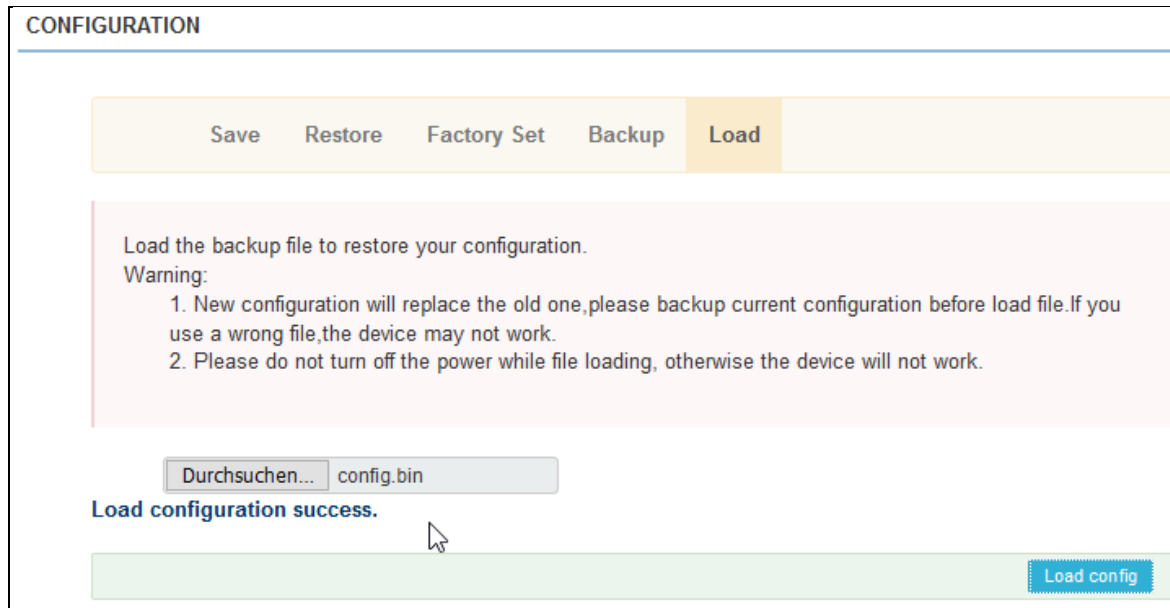 CONFIGURATION
Save Restore Factory Set Backup Load
Load the backup file to restore your configuration.
Warning:
1. New configuration will replace the old one,please backup current configuration before load file.If you
use a wrong file,the device may not work.
2. Please do not turn off the power while file loading, otherwise the device will not work.
Durchsuchen... config.bin
Load configuration success.
Load config